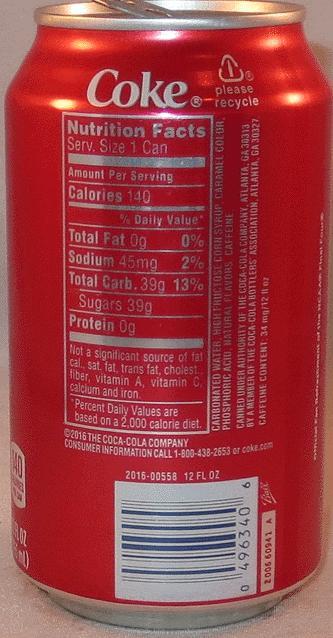 Coke®
please
recycle
Nutrition Facts
Serv. Size 1 Can
Amount Per Serving
Calories 140
% Daily Value*
Total Fat 0g 0%
Sodium 45mg 2%
Total Carb. 39g 13%
Sugars 39g
Protein 0g
Not a significant source of fat
cal., sat. fat, trans fat, cholest.,
fiber, vitamin A, vitamin C,
calcium and iron.
*Percent Daily Values are
based on a 2,000 calorie diet.
CARBONATED WATER, HIGH FRUCTOSE CORN SYRUP, CARAMEL COLOR,
PHOSPHORIC ACID, NATURAL FLAVORS, CAFFEINE
CANNED UNDER AUTHORITY OF THE COCA-COLA COMPANY, ATLANTA, GA 30313
BY A MEMBER OF THE COCA-COLA BOTTLERS' ASSOCIATION, ATLANTA, GA 30327
CAFFEINE CONTENT: 34 mg/12 fl oz
©2016 THE COCA-COLA COMPANY
CONSUMER INFORMATION CALL 1-800-438-2653 or coke.com
2016-00558 12 FL OZ
0 496340 6
Ball
2006 60941 A